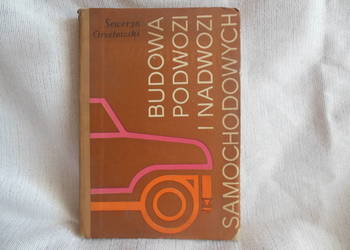 Seweryn
Orzełowski
BUDOWA
PODWOZI
I NADWOZI
SAMOCHODOWYCH